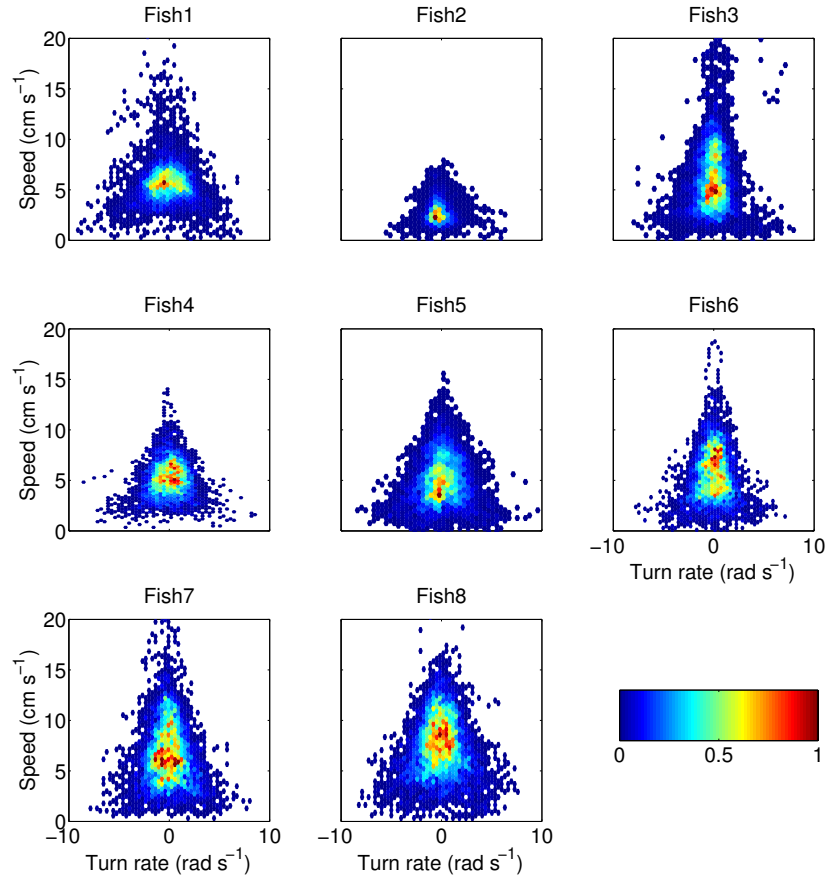 Fish1 Fish2 Fish3
20
15
10
5
0
Speed (cm s⁻¹)
Fish4 Fish5 Fish6
20
15
10
5
0
Speed (cm s⁻¹)
−10 0 10
Turn rate (rad s⁻¹)
Fish7 Fish8
20
15
10
5
0
Speed (cm s⁻¹)
0 0.5 1
−10 0 10 −10 0 10
Turn rate (rad s⁻¹) Turn rate (rad s⁻¹)